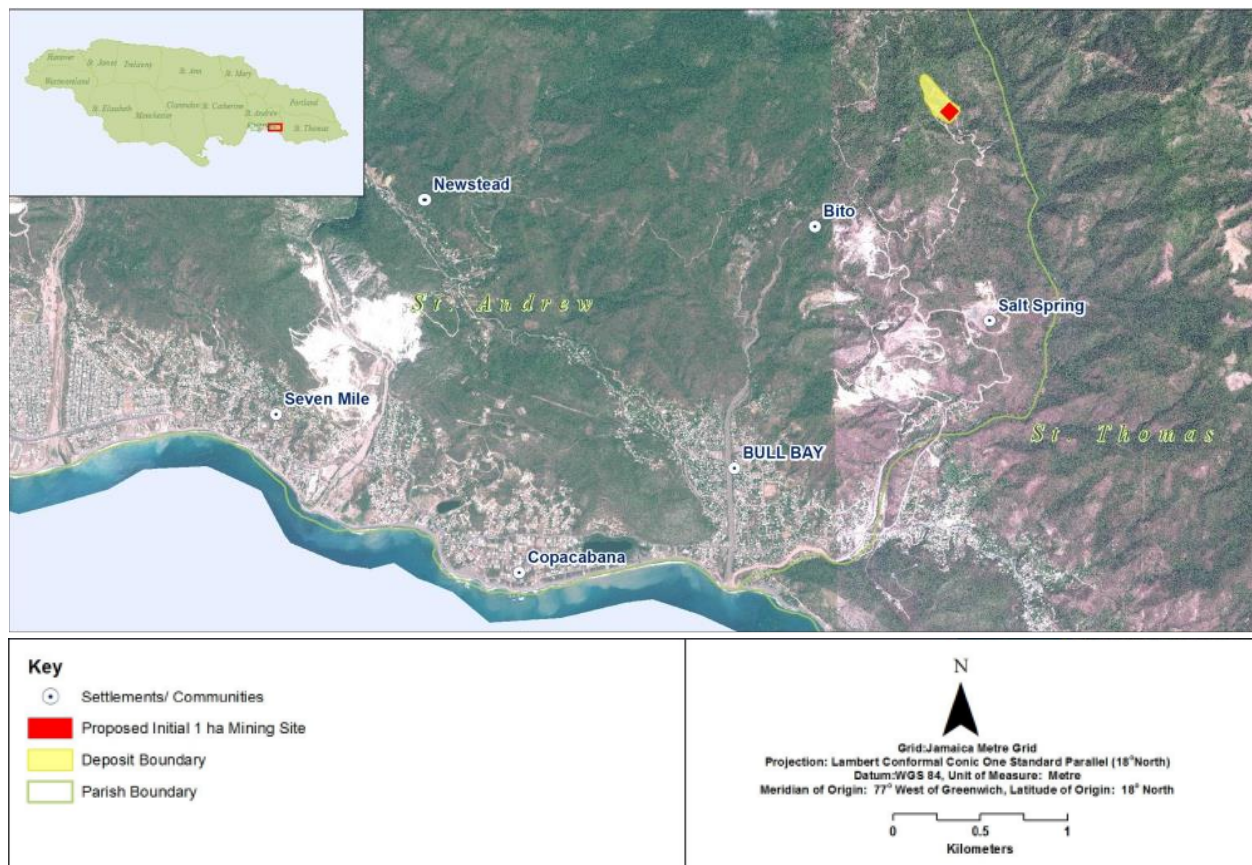 Hanover
St. James
Trelawny
St. Ann
St. Mary
Westmoreland
St. Elizabeth
Manchester
Clarendon
St. Catherine
St. Andrew
Portland
St. Thomas
Newstead
Bito
St. Andrew
Salt Spring
Seven Mile
St. Thomas
BULL BAY
Copacabana
Key
Settlements/ Communities
Proposed Initial 1 ha Mining Site
Deposit Boundary
Parish Boundary
N
Grid:Jamaica Metre Grid
Projection: Lambert Conformal Conic One Standard Parallel (18°North)
Datum:WGS 84, Unit of Measure: Metre
Meridian of Origin: 77° West of Greenwich, Latitude of Origin: 18° North
0 0.5 1
Kilometers